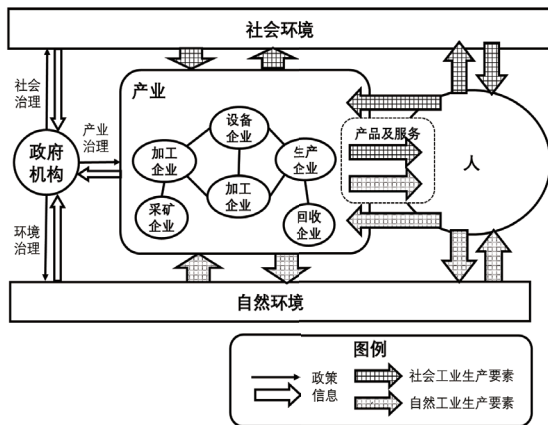 社会环境
社会
治理
产业
设备
企业
产业
治理
产品及服务
政府
机构
加工
企业
生产
企业
人
加工
企业
采矿
企业
回收
企业
环境
治理
自然环境
图例
政策
信息
社会工业生产要素
自然工业生产要素